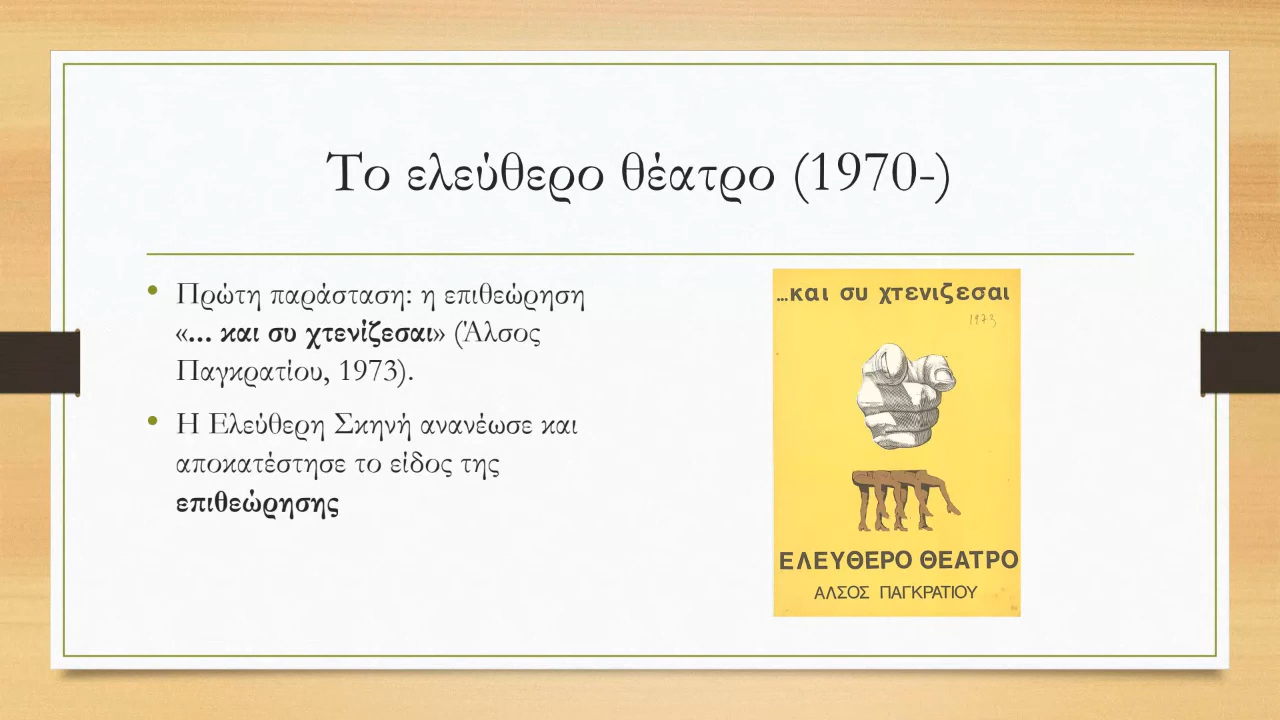 Το ελεύθερο θέατρο (1970-)
• Πρώτη παράσταση: η επιθεώρηση
«… και συ χτενίζεσαι» (Άλσος
Παγκρατίου, 1973).
• Η Ελεύθερη Σκηνή ανανέωσε και
αποκατέστησε το είδος της
επιθεώρησης
...και συ χτενιζεσαι
1973
ΕΛΕΥΘΕΡΟ ΘΕΑΤΡΟ
ΑΛΣΟΣ ΠΑΓΚΡΑΤΙΟΥ